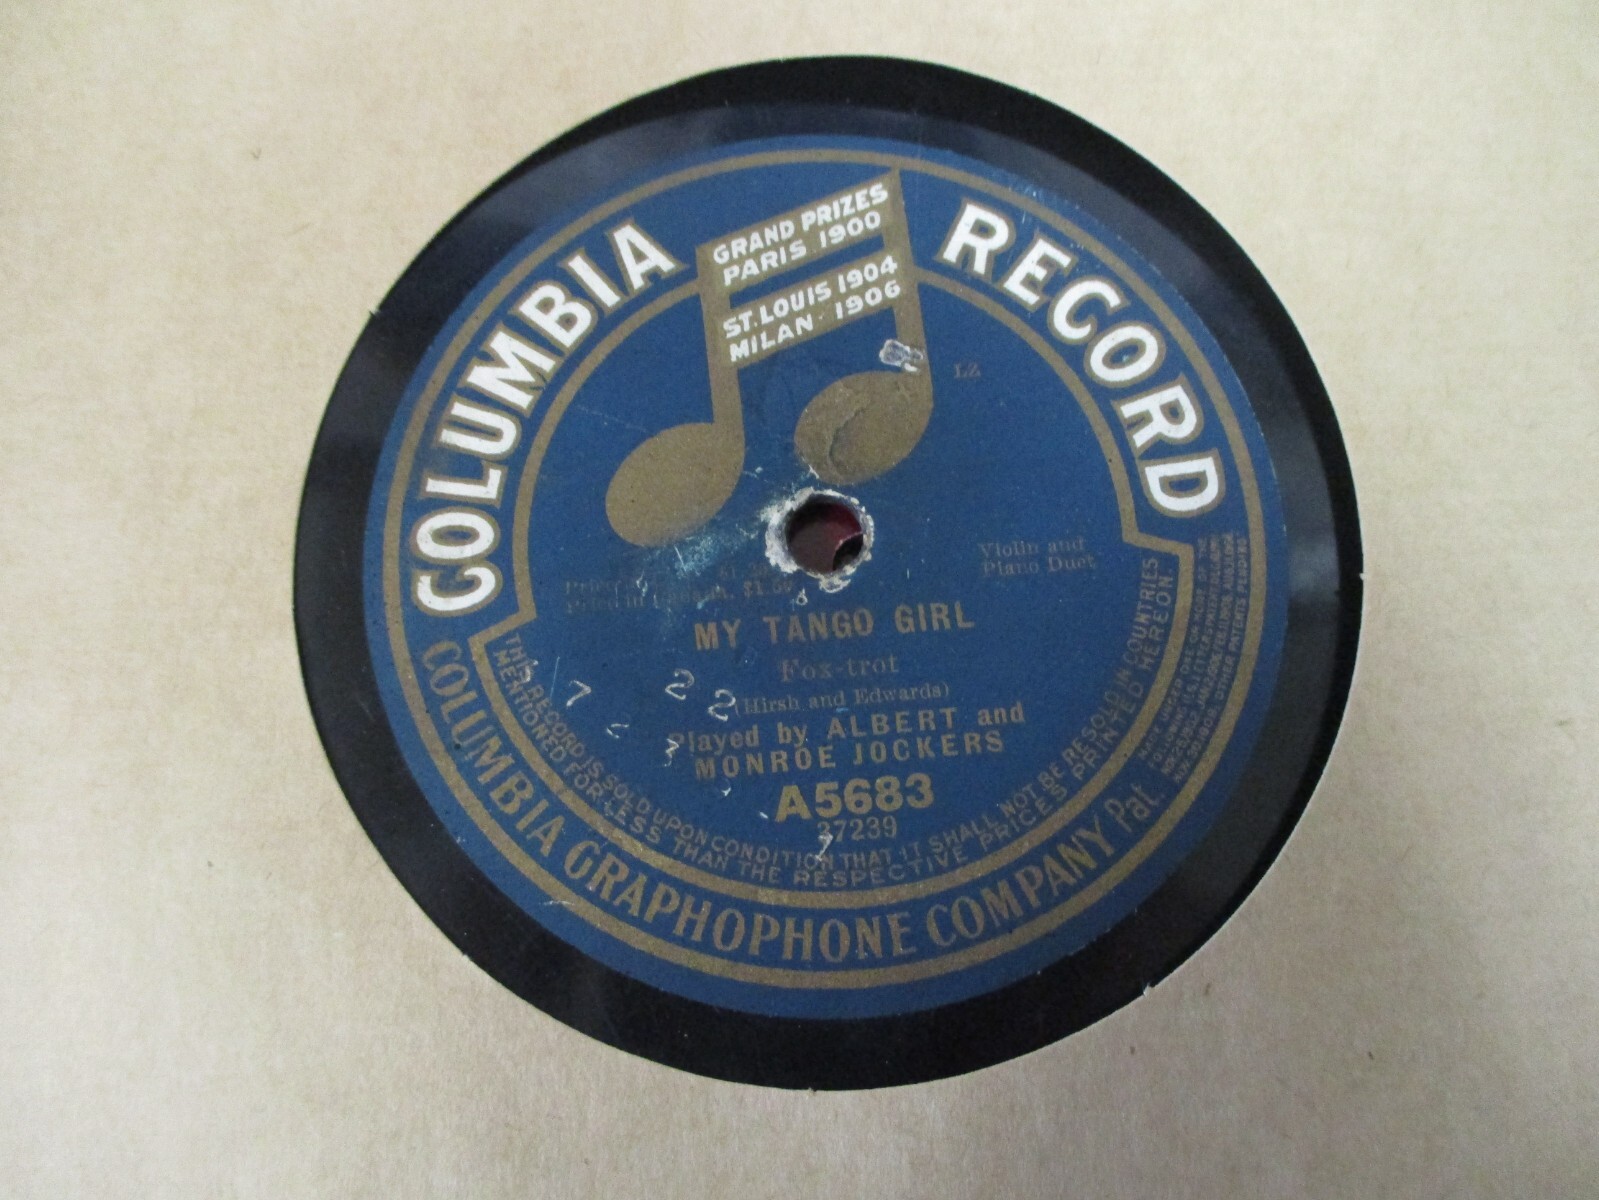 COLUMBIA RECORD
GRAND PRIZES
PARIS 1900
ST. LOUIS 1904
MILAN 1906
LZ
Violin and
Piano Duet
MY TANGO GIRL
Fox-trot
(Hirsh and Edwards)
Played by ALBERT and
MONROE JOCKERS
A5683
37239
THIS RECORD IS SOLD UPON CONDITION THAT IT SHALL NOT BE RESOLD IN COUNTRIES
MENTIONED FOR LESS THAN THE RESPECTIVE PRICES PRINTED HEREON.
COLUMBIA GRAPHOPHONE COMPANY Pat.